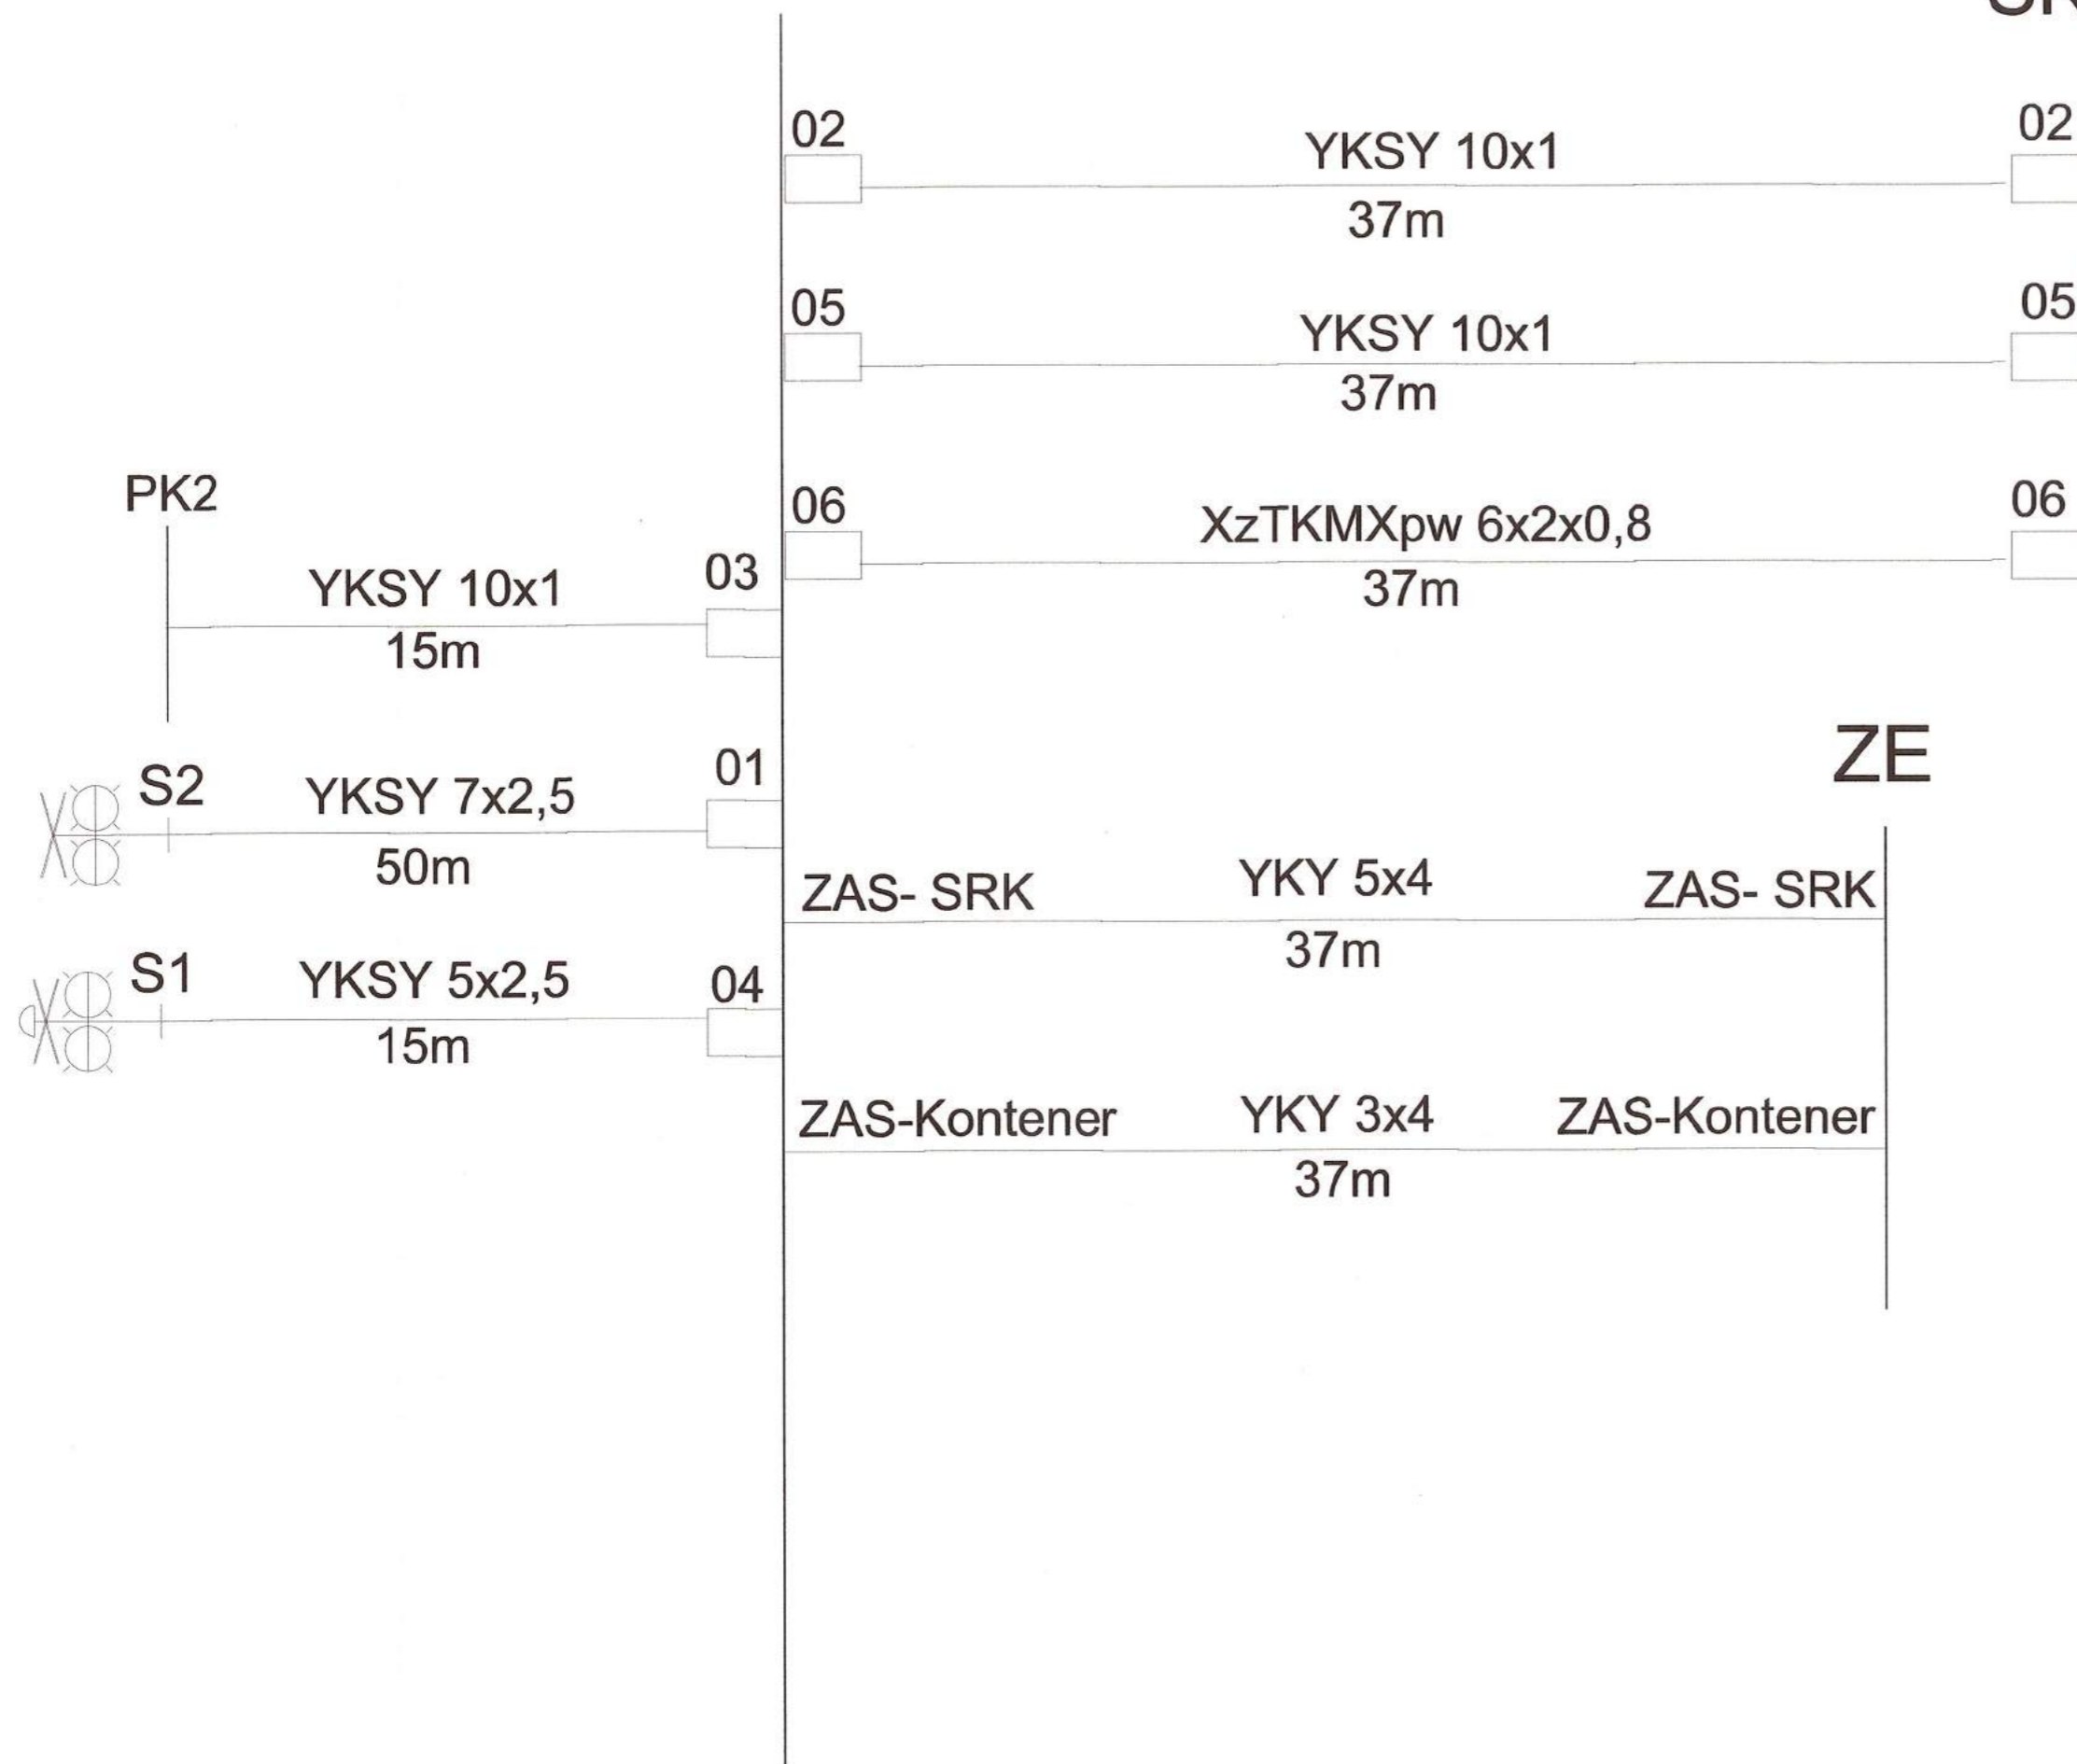 02
YKSY 10x1
02
37m
05
YKSY 10x1
05
37m
06
XzTKMXpw 6x2x0,8
06
37m
PK2
03
YKSY 10x1
15m
ZE
S2
YKSY 7x2,5
01
50m
ZAS- SRK
YKY 5x4
ZAS- SRK
37m
S1
YKSY 5x2,5
04
15m
ZAS-Kontener
YKY 3x4
ZAS-Kontener
37m